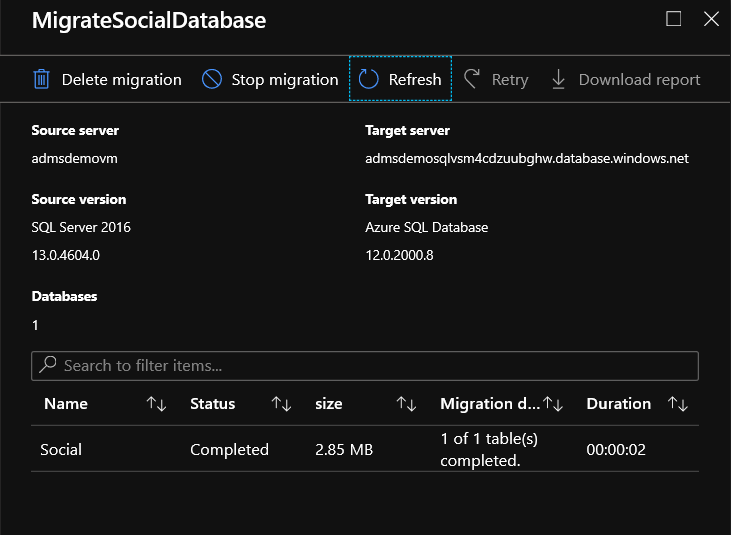 MigrateSocialDatabase
Delete migration Stop migration Refresh Retry Download report
Source server Target server
admsdemovm admsdemosqlvsm4cdzuubghw.database.windows.net
Source version Target version
SQL Server 2016 Azure SQL Database
13.0.4604.0 12.0.2000.8
Databases
1
Search to filter items...
Name Status size Migration d... Duration
Social Completed 2.85 MB 1 of 1 table(s) 00:00:02
completed.